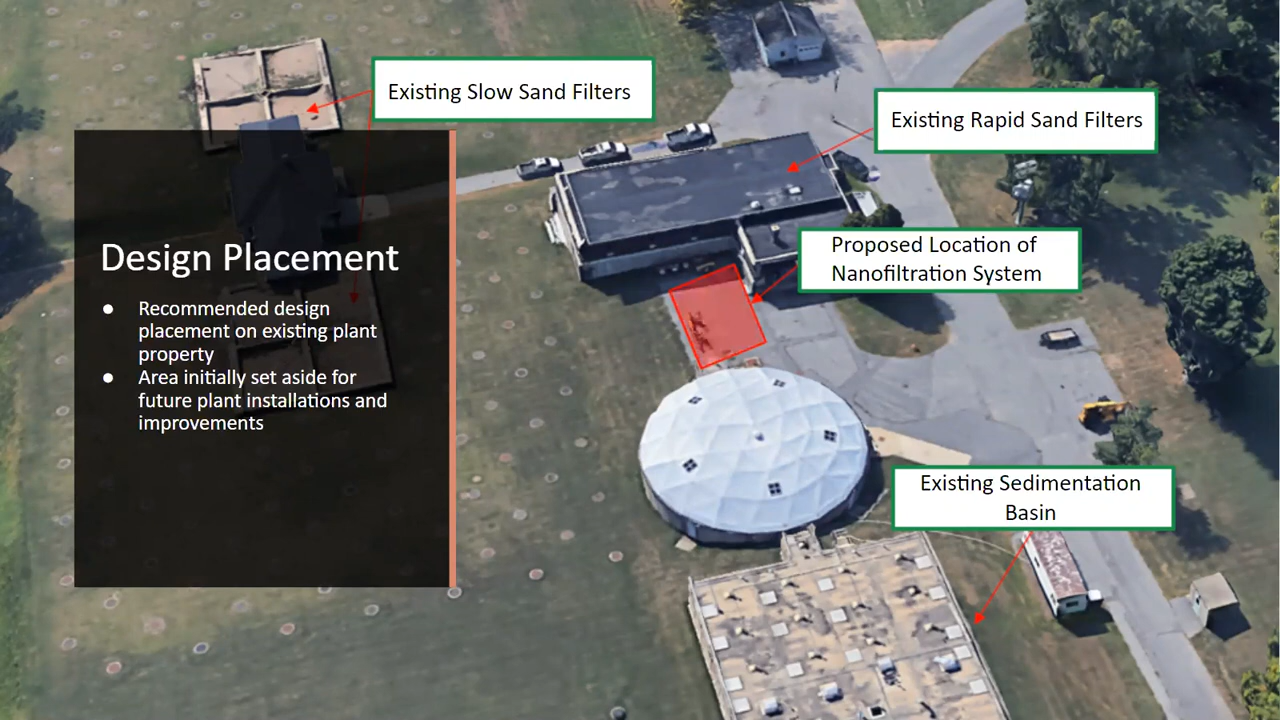 Existing Slow Sand Filters
Existing Rapid Sand Filters
Proposed Location of
Nanofiltration System
Design Placement
● Recommended design
placement on existing plant
property
● Area initially set aside for
future plant installations and
improvements
Existing Sedimentation
Basin